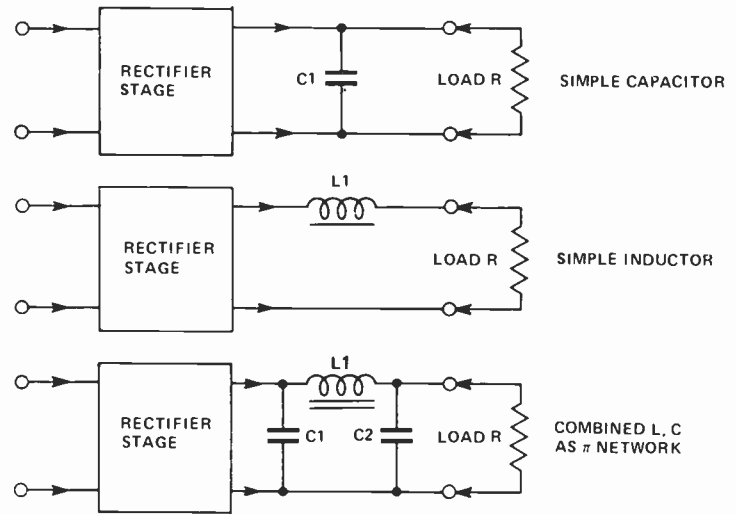 RECTIFIER
STAGE
C1
LOAD R
SIMPLE CAPACITOR
L1
RECTIFIER
STAGE
LOAD R
SIMPLE INDUCTOR
L1
RECTIFIER
STAGE
C1
C2
LOAD R
COMBINED L, C
AS π NETWORK